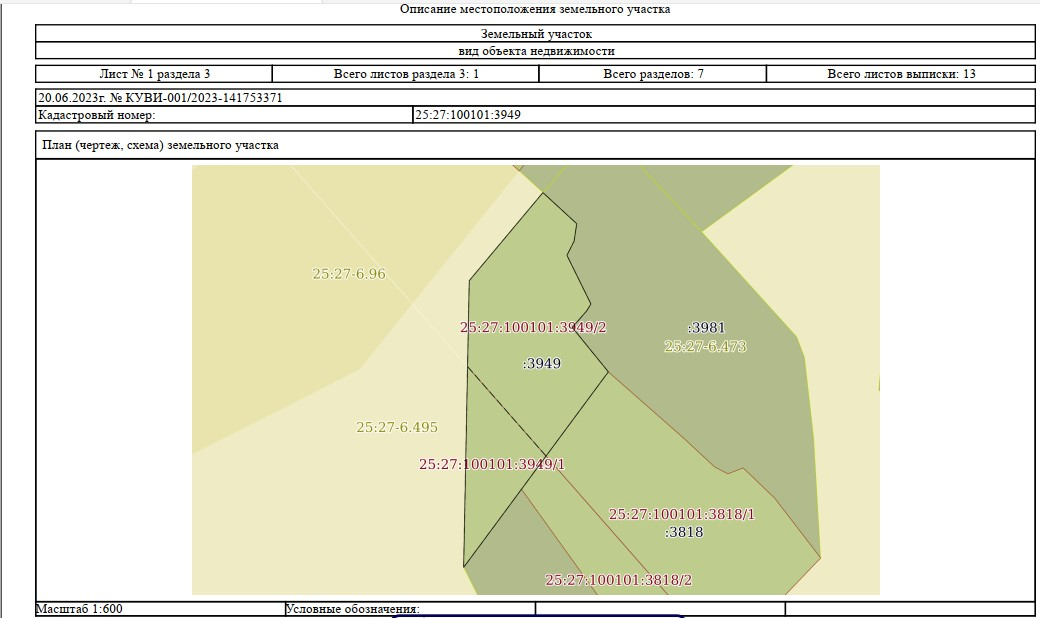 Описание местоположения земельного участка
Земельный участок
вид объекта недвижимости
Лист № 1 раздела 3 Всего листов раздела 3: 1 Всего разделов: 7 Всего листов выписки: 13
20.06.2023г. № КУВИ-001/2023-141753371
Кадастровый номер: 25:27:100101:3949
План (чертеж, схема) земельного участка
25:27-6.96
25:27:100101:3949/2
:3981
25:27-6.473
:3949
25:27-6.495
25:27:100101:3949/1
25:27:100101:3818/1
:3818
25:27:100101:3818/2
Масштаб 1:600 Условные обозначения: